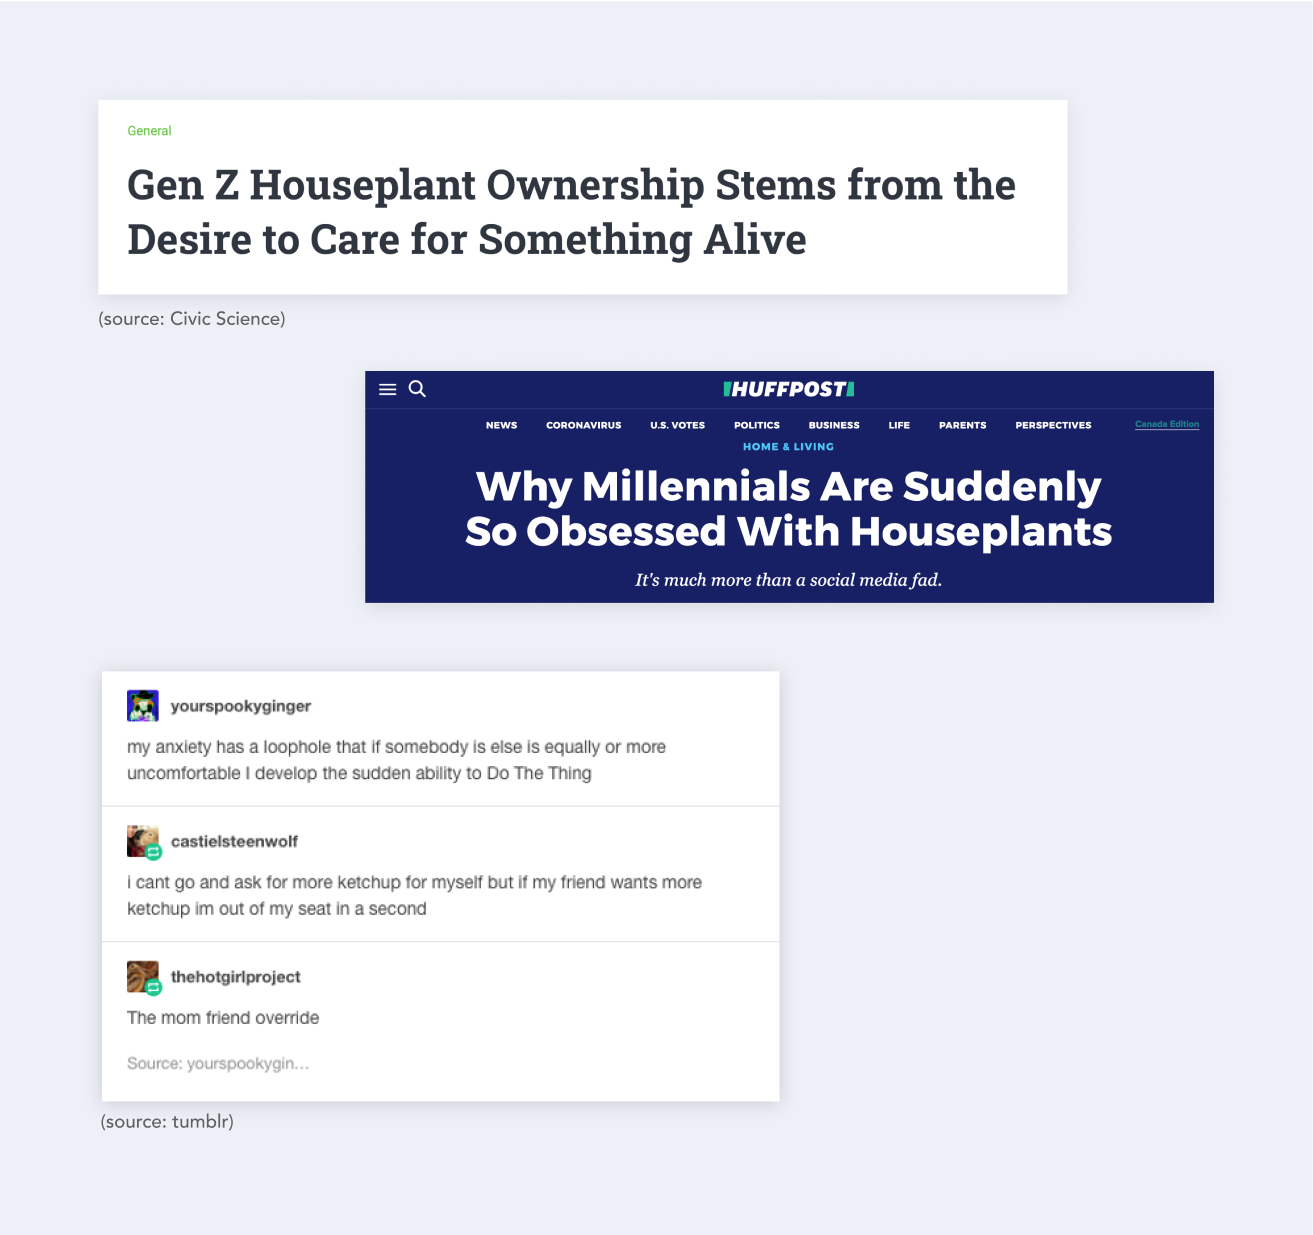 General
Gen Z Houseplant Ownership Stems from the
Desire to Care for Something Alive
(source: Civic Science)
HUFFPOST
NEWS CORONAVIRUS U.S. VOTES POLITICS BUSINESS LIFE PARENTS PERSPECTIVES Canada Edition
HOME & LIVING
Why Millennials Are Suddenly
So Obsessed With Houseplants
It's much more than a social media fad.
yourspookyginger
my anxiety has a loophole that if somebody is else is equally or more
uncomfortable I develop the sudden ability to Do The Thing
castielsteenwolf
i cant go and ask for more ketchup for myself but if my friend wants more
ketchup im out of my seat in a second
thehotgirlproject
The mom friend override
Source: yourspookygin...
(source: tumblr)